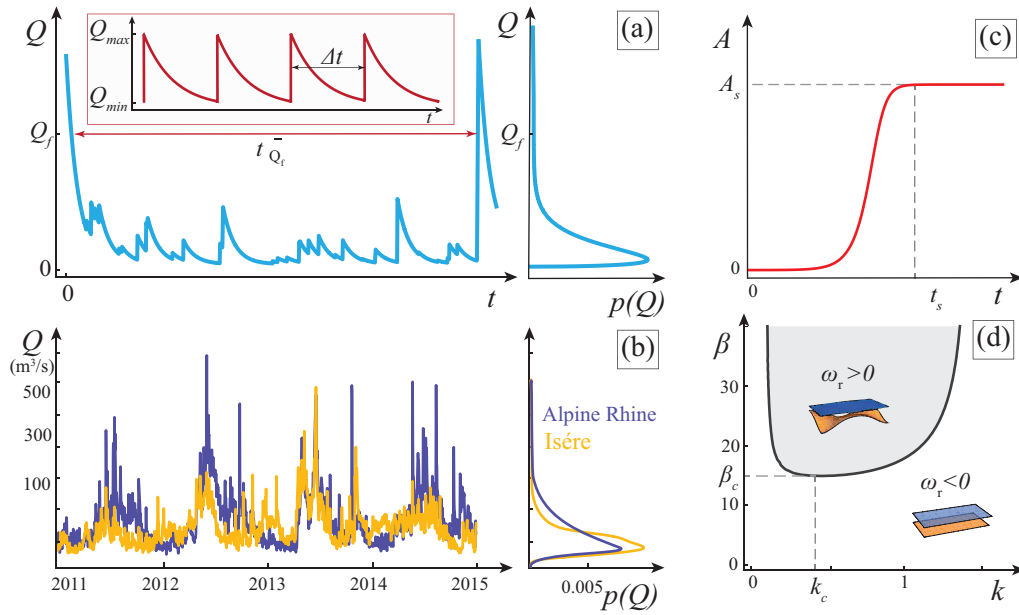 Q
Q_max
Q_min
Δt
t
Q_f
t Q̄_f
0
0
t
(a)
Q
Q_f
0
p(Q)
(c)
A
A_s
0
t_s
t
(b)
Q
(m³/s)
500
300
100
2011
2012
2013
2014
2015
Alpine Rhine
Isére
0.005
p(Q)
(d)
β
30
20
β_c
10
0
ω_r >0
ω_r <0
0
k_c
1
k